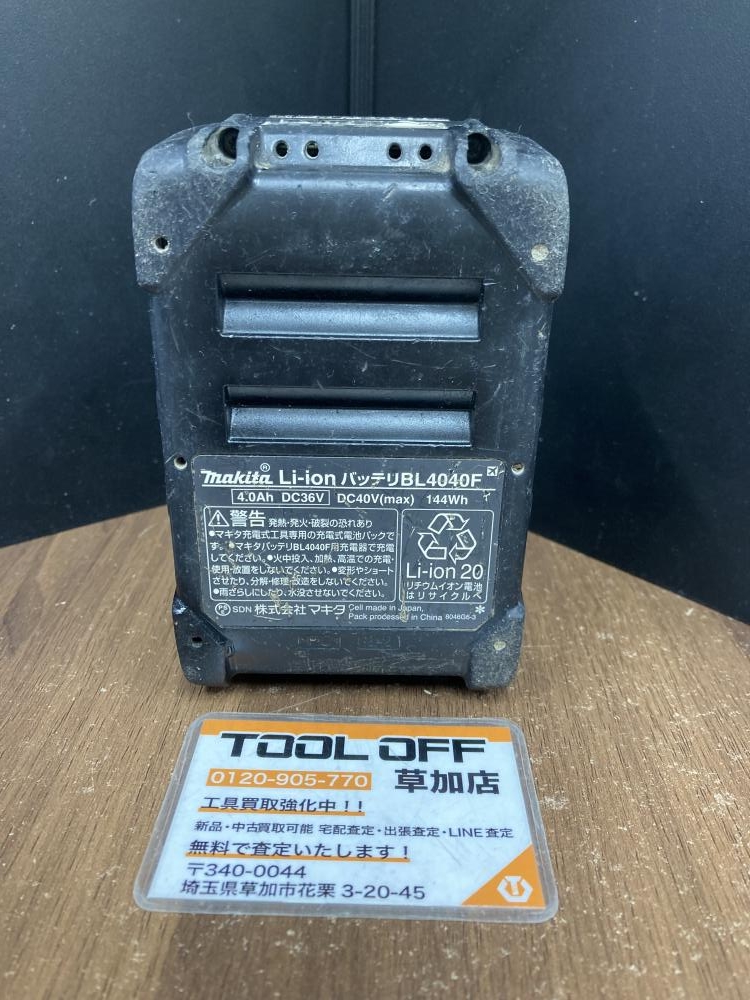 makita® Li-ion バッテリBL4040F
4.0Ah DC36V DC40V(max) 144Wh
警告 発熱・発火・破裂の恐れあり
●マキタ充電式工具専用の充電式電池パックで
す。●マキタバッテリBL4040F用充電器で充電
してください。●火中投入、加熱、高温での充電・
使用・放置をしないでください。●変形やショート
させたり、分解・修理・改造をしないでください。
●雨ざらしにしたり、水没させないでください。
Li-ion 20
リチウムイオン電池
はリサイクルへ
PSE SDN 株式会社マキタ
Cell made in Japan,
Pack processed in China 8046G6-3 *
TOOL OFF
0120-905-770 草加店
工具買取強化中!!
新品・中古買取可能 宅配査定・出張査定・LINE査定
無料で査定いたします!
〒340-0044
埼玉県草加市花栗 3-20-45